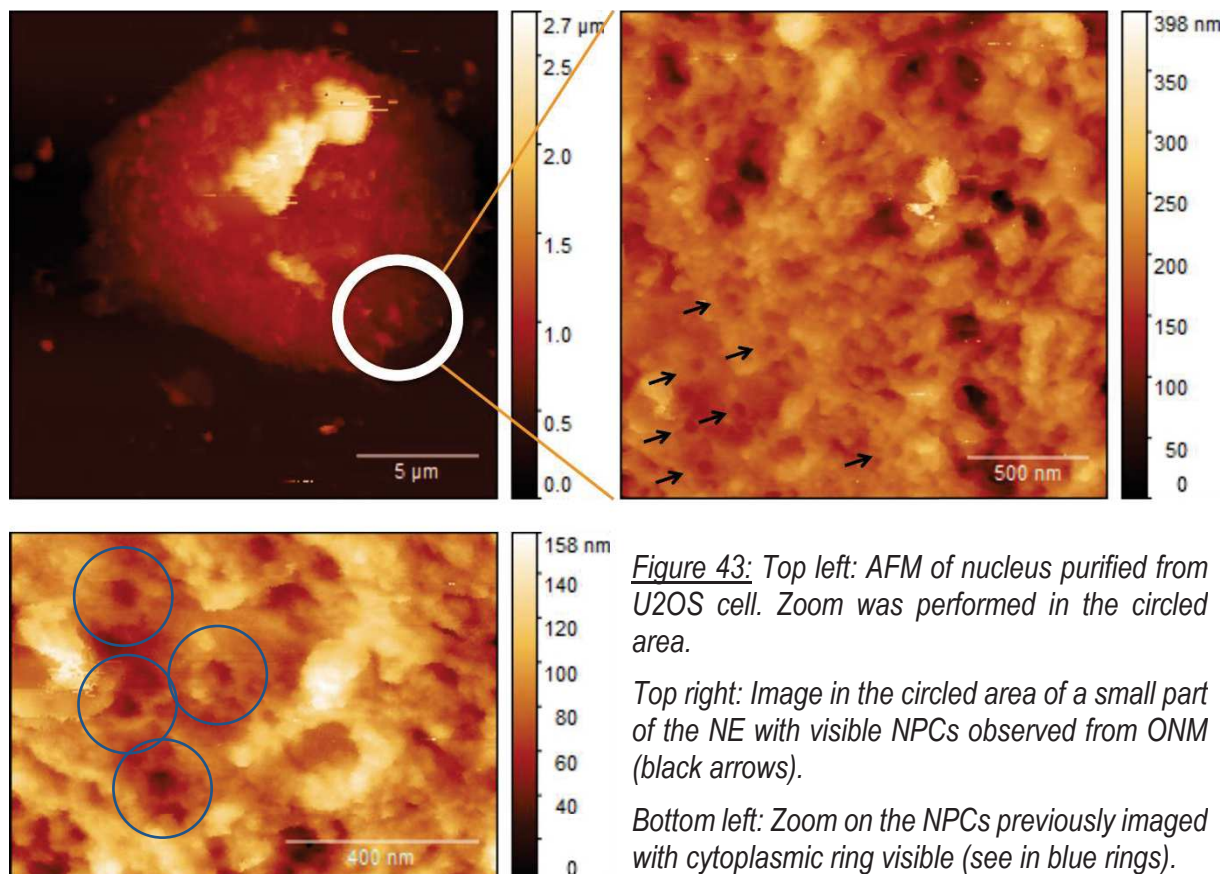 2.7 µm
2.5
2.0
1.5
1.0
0.5
0.0
5 µm
398 nm
350
300
250
200
150
100
50
0
500 nm
158 nm
140
120
100
80
60
40
0
400 nm
Figure 43: Top left: AFM of nucleus purified from
U2OS cell. Zoom was performed in the circled
area.
Top right: Image in the circled area of a small part
of the NE with visible NPCs observed from ONM
(black arrows).
Bottom left: Zoom on the NPCs previously imaged
with cytoplasmic ring visible (see in blue rings).